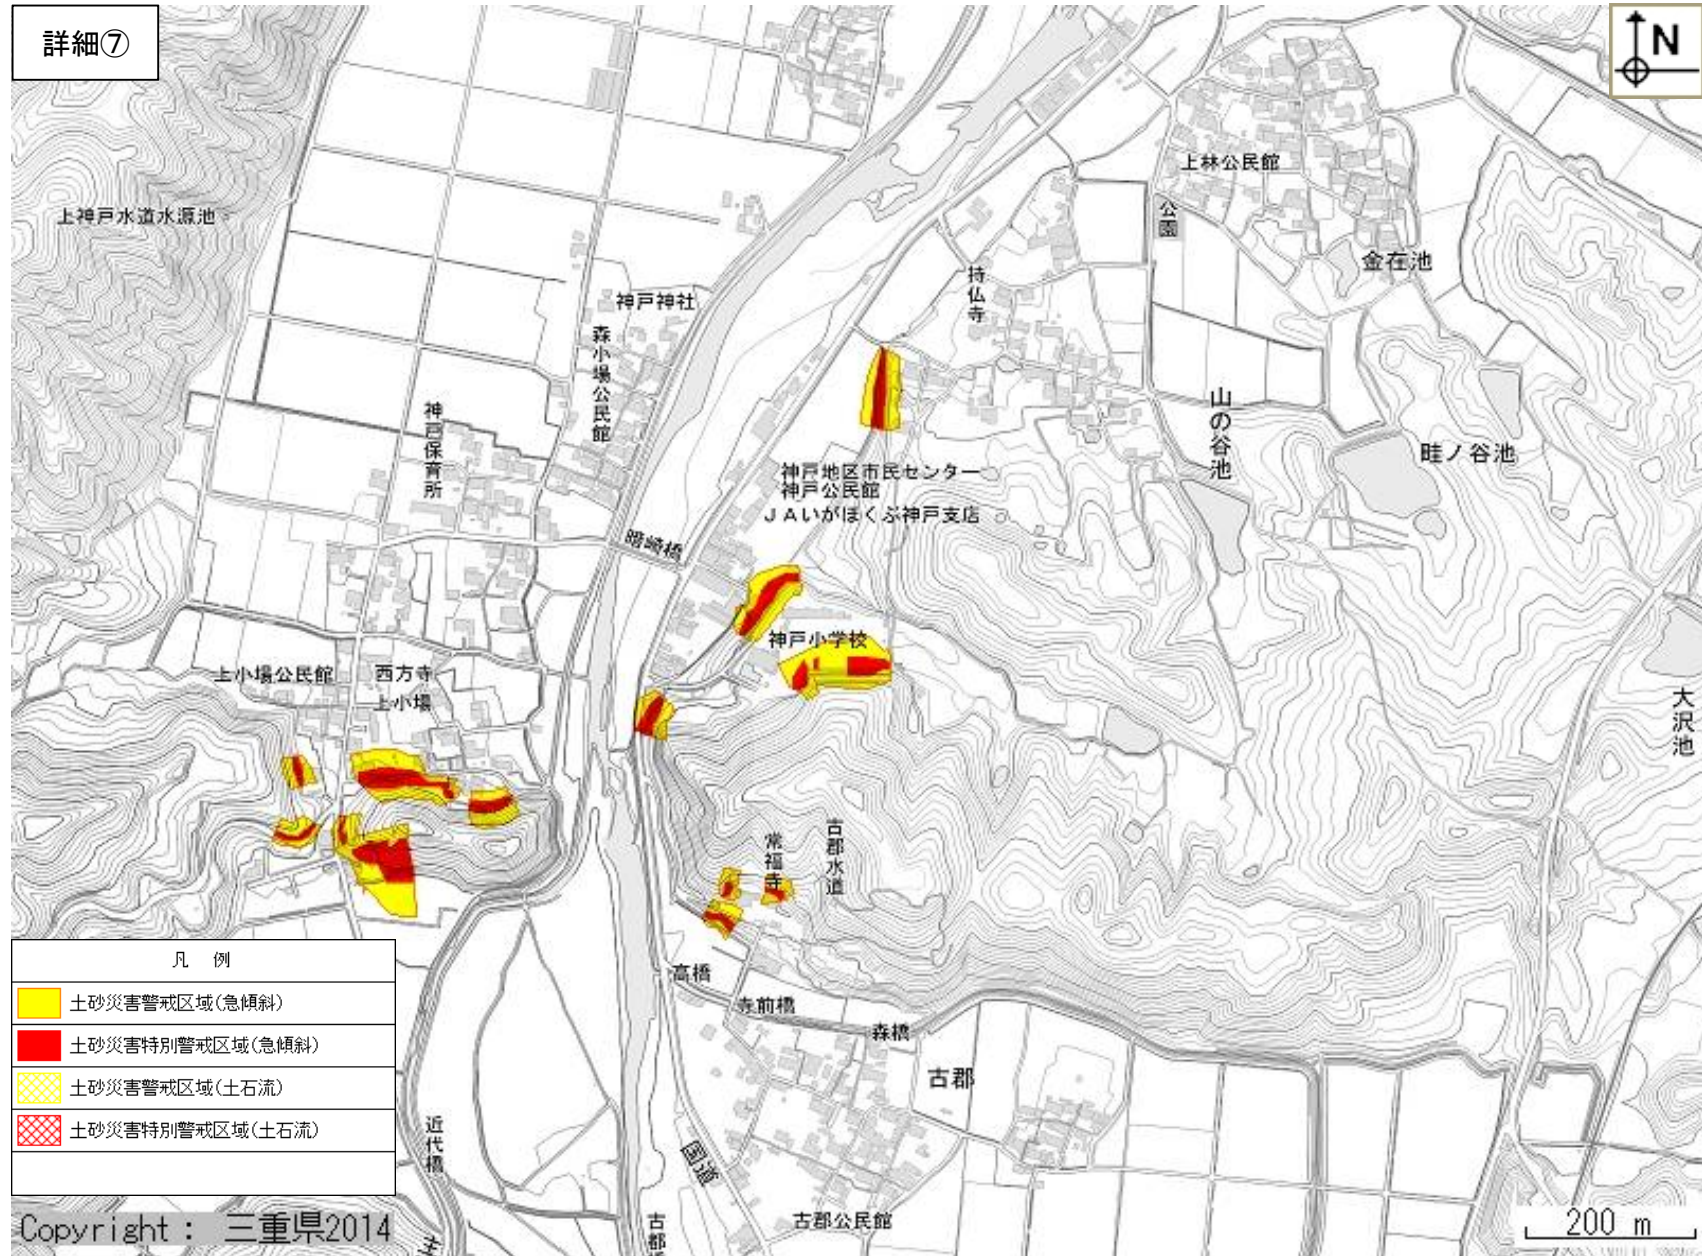 詳細⑦
N
上神戸水道水源池
上林公民館
公園
金在池
持仏寺
神戸神社
森小場公民館
神戸保育所
山の谷池
畦ノ谷池
神戸地区市民センター
神戸公民館
JAいがほくぶ神戸支店
暗崎橋
神戸小学校
上小場公民館
西方寺
上小場
大沢池
常福寺
古郡水道
高橋
寺前橋
森橋
古郡
近代橋
国道
古郡公民館
古郡
主
凡 例
土砂災害警戒区域(急傾斜)
土砂災害特別警戒区域(急傾斜)
土砂災害警戒区域(土石流)
土砂災害特別警戒区域(土石流)
Copyright : 三重県2014
200 m